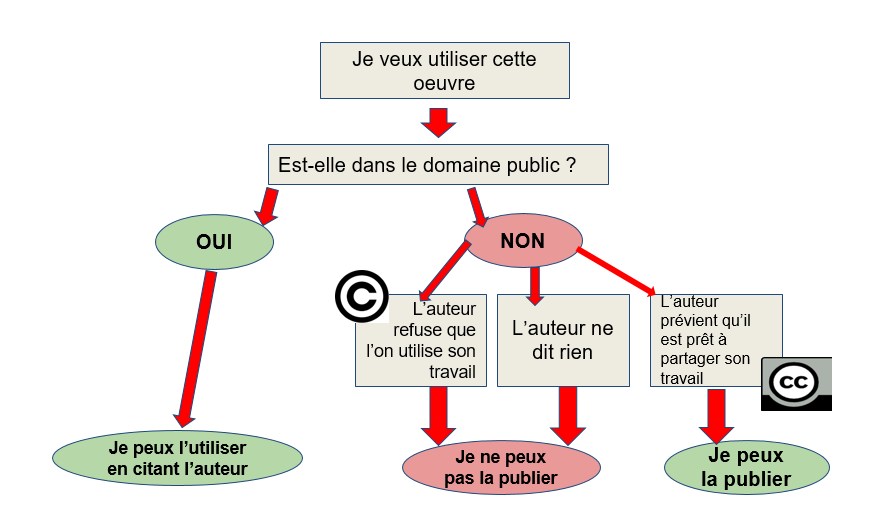 Je veux utiliser cette
oeuvre
Est-elle dans le domaine public ?
OUI
NON
C
L’auteur
refuse que
l’on utilise son
travail
L’auteur ne
dit rien
L’auteur
prévient qu’il
est prêt à
partager son
travail
cc
Je peux l’utiliser
en citant l’auteur
Je ne peux
pas la publier
Je peux
la publier